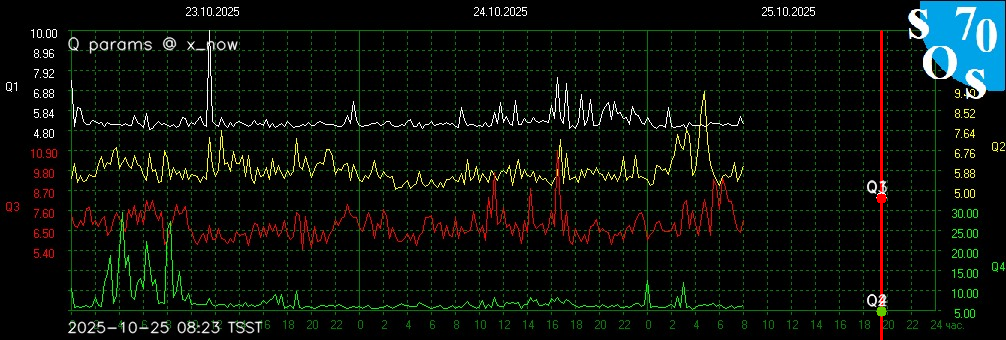 23.10.2025 24.10.2025 25.10.2025
Q params @ x_now
SOS 70
Q1
10.00
8.96
7.92
6.88
5.84
4.80
Q3
10.90
9.80
8.70
7.60
6.50
5.40
9.40
8.52
7.64
6.76
5.88
5.00
Q2
30.00
25.00
20.00
15.00
10.00
5.00
Q4
2025-10-25 08:23 TSST
16 18 20 22 0 2 4 6 8 10 12 14 16 18 20 22 0 2 4 6 8 10 12 14 16 18 20 22 24 час.